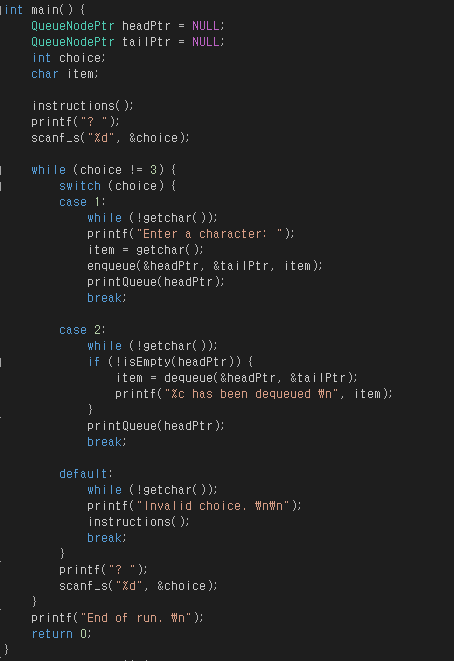 int main() {
QueueNodePtr headPtr = NULL;
QueueNodePtr tailPtr = NULL;
int choice;
char item;
instructions();
printf("? ");
scanf_s("%d", &choice);
while (choice != 3) {
switch (choice) {
case 1:
while (!getchar());
printf("Enter a character: ");
item = getchar();
enqueue(&headPtr, &tailPtr, item);
printQueue(headPtr);
break;
case 2:
while (!getchar());
if (!isEmpty(headPtr)) {
item = dequeue(&headPtr, &tailPtr);
printf("%c has been dequeued ₩n", item);
}
printQueue(headPtr);
break;
default:
while (!getchar());
printf("Invalid choice. ₩n₩n");
instructions();
break;
}
printf("? ");
scanf_s("%d", &choice);
}
printf("End of run. ₩n");
return 0;
}